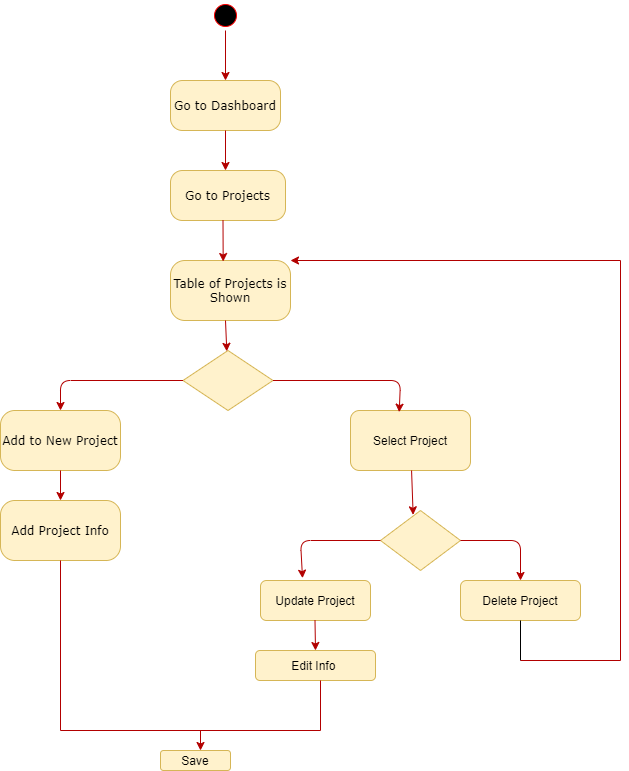 Go to Dashboard
Go to Projects
Table of Projects is
Shown
Add to New Project
Select Project
Add Project Info
Update Project
Delete Project
Edit Info
Save